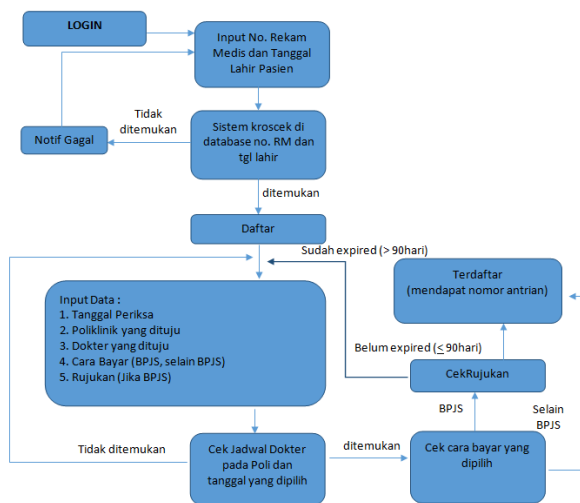 LOGIN
Input No. Rekam
Medis dan Tanggal
Lahir Pasien
Tidak
ditemukan
Notif Gagal
Sistem kroscek di
database no. RM dan
tgl lahir
ditemukan
Daftar
Sudah expired (> 90hari)
Terdaftar
(mendapat nomor antrian)
Input Data :
1. Tanggal Periksa
2. Poliklinik yang dituju
3. Dokter yang dituju
4. Cara Bayar (BPJS, selain BPJS)
5. Rujukan (Jika BPJS)
Belum expired (≤ 90hari)
CekRujukan
BPJS
Selain
BPJS
Tidak ditemukan
Cek Jadwal Dokter
pada Poli dan
tanggal yang dipilih
ditemukan
Cek cara bayar yang
dipilih